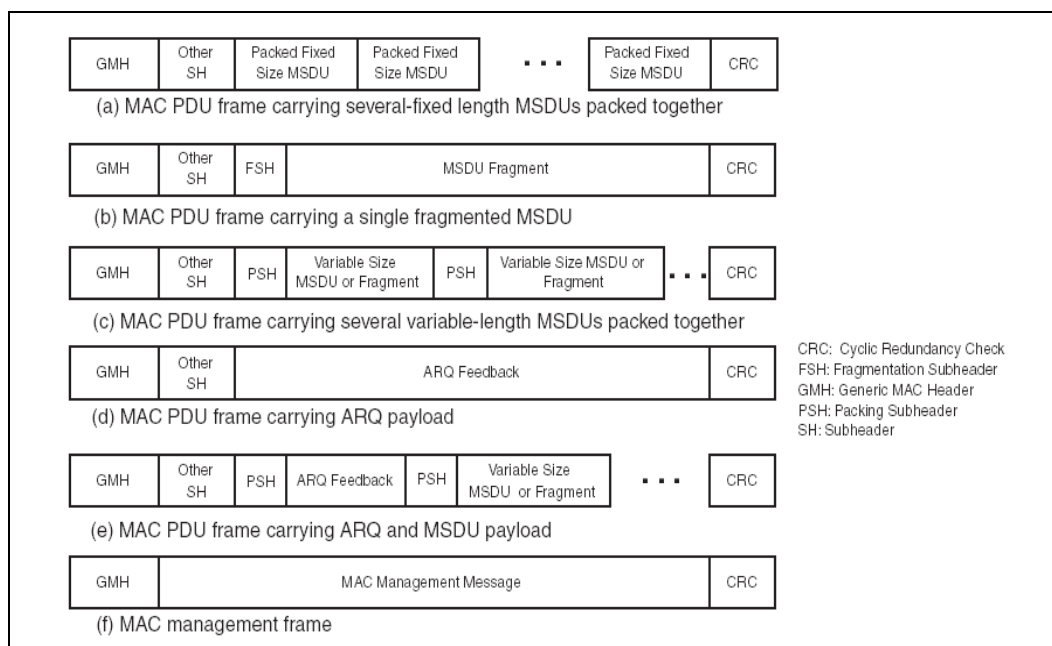 GMH Other SH Packed Fixed Size MSDU Packed Fixed Size MSDU ... Packed Fixed Size MSDU CRC
(a) MAC PDU frame carrying several-fixed length MSDUs packed together
GMH Other SH FSH MSDU Fragment CRC
(b) MAC PDU frame carrying a single fragmented MSDU
GMH Other SH PSH Variable Size MSDU or Fragment PSH Variable Size MSDU or Fragment ... CRC
(c) MAC PDU frame carrying several variable-length MSDUs packed together
GMH Other SH ARQ Feedback CRC
(d) MAC PDU frame carrying ARQ payload
GMH Other SH PSH ARQ Feedback PSH Variable Size MSDU or Fragment ... CRC
(e) MAC PDU frame carrying ARQ and MSDU payload
GMH MAC Management Message CRC
(f) MAC management frame
CRC: Cyclic Redundancy Check
FSH: Fragmentation Subheader
GMH: Generic MAC Header
PSH: Packing Subheader
SH: Subheader